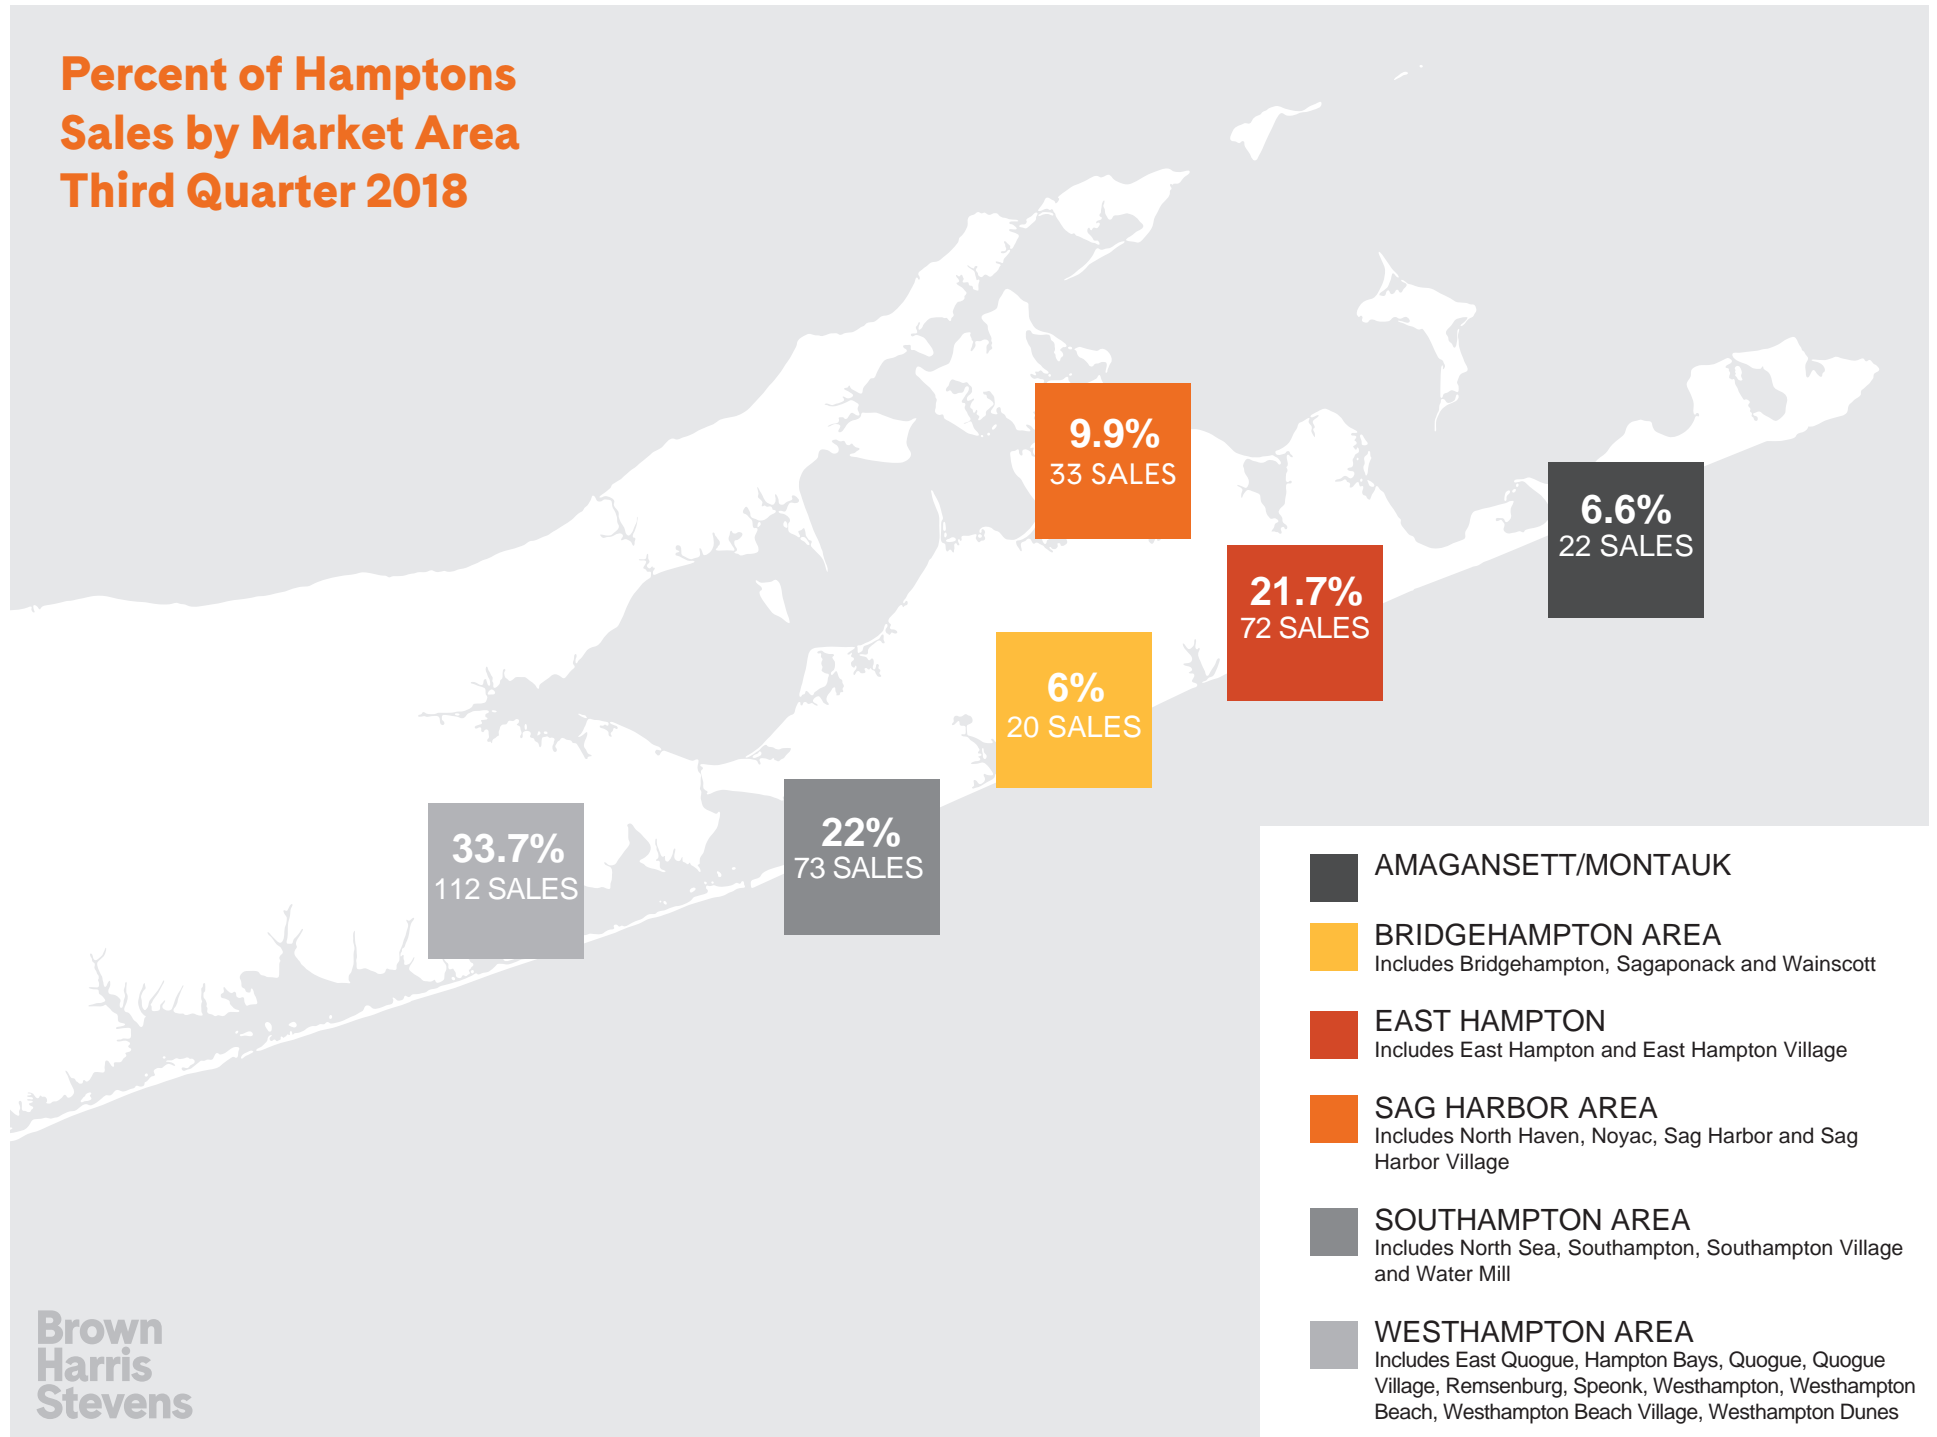 Percent of Hamptons
Sales by Market Area
Third Quarter 2018
9.9%
33 SALES
6.6%
22 SALES
21.7%
72 SALES
6%
20 SALES
22%
73 SALES
33.7%
112 SALES
AMAGANSETT/MONTAUK
BRIDGEHAMPTON AREA
Includes Bridgehampton, Sagaponack and Wainscott
EAST HAMPTON
Includes East Hampton and East Hampton Village
SAG HARBOR AREA
Includes North Haven, Noyac, Sag Harbor and Sag
Harbor Village
SOUTHAMPTON AREA
Includes North Sea, Southampton, Southampton Village
and Water Mill
WESTHAMPTON AREA
Includes East Quogue, Hampton Bays, Quogue, Quogue
Village, Remsenburg, Speonk, Westhampton, Westhampton
Beach, Westhampton Beach Village, Westhampton Dunes
Brown
Harris
Stevens